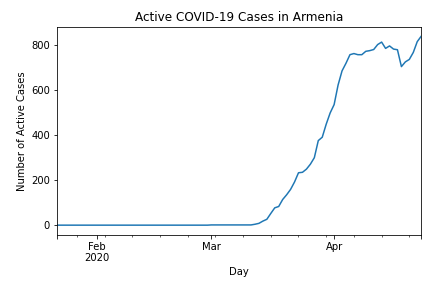 Active COVID-19 Cases in Armenia
Number of Active Cases
800
600
400
200
0
Feb
2020
Mar
Apr
Day